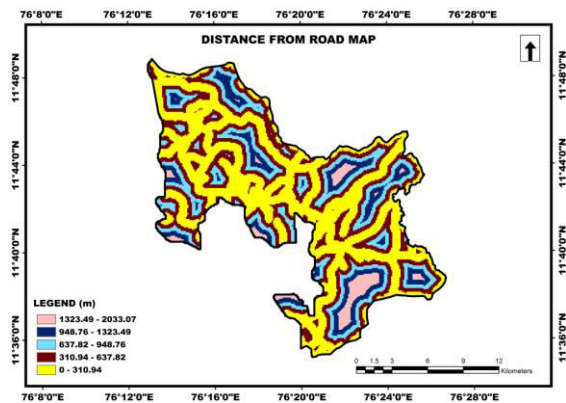 76°8'0"E 76°12'0"E 76°16'0"E 76°20'0"E 76°24'0"E 76°28'0"E
DISTANCE FROM ROAD MAP
11°48'0"N 11°48'0"N
11°44'0"N 11°44'0"N
11°40'0"N 11°40'0"N
11°36'0"N 11°36'0"N
LEGEND (m)
1323.49 - 2033.07
948.76 - 1323.49
637.82 - 948.76
310.94 - 637.82
0 - 310.94
0 1.5 3 6 9 12
Kilometers
76°8'0"E 76°12'0"E 76°16'0"E 76°20'0"E 76°24'0"E 76°28'0"E